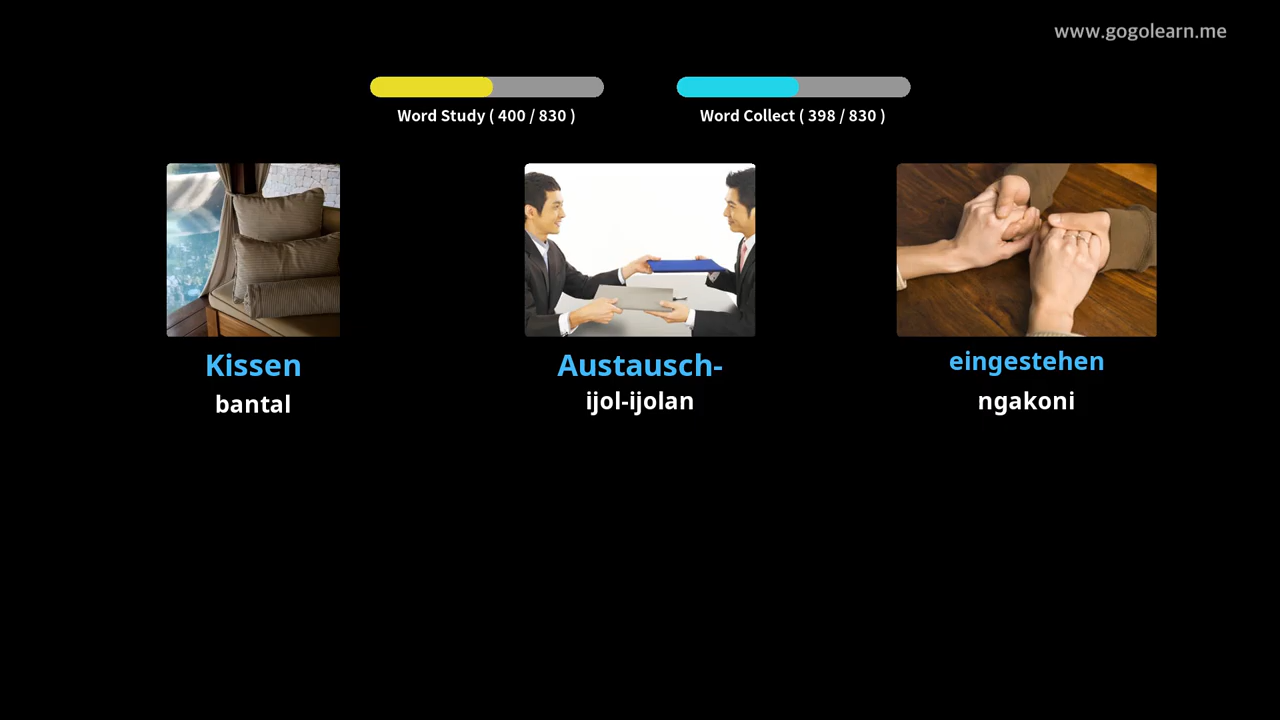 www.gogolearn.me
Word Study ( 400 / 830 )
Word Collect ( 398 / 830 )
Kissen
bantal
Austausch-
ijol-ijolan
eingestehen
ngakoni